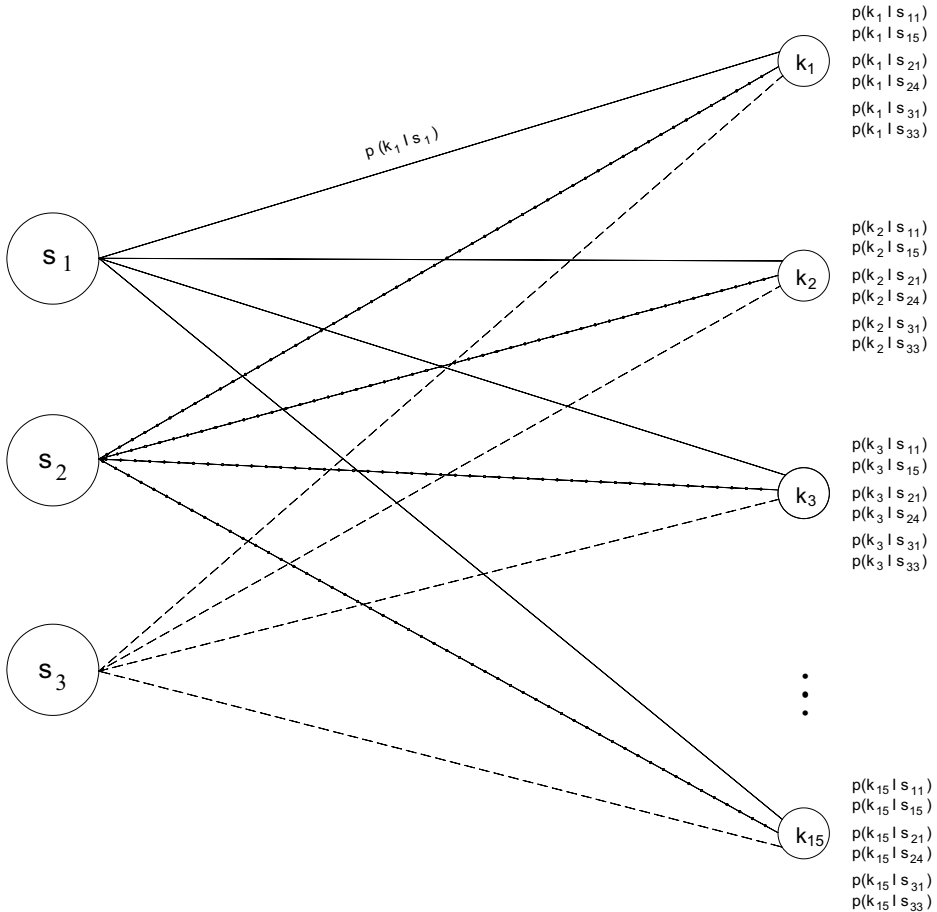 p(k₁ | s₁₁)
p(k₁ | s₁₅)
p(k₁ | s₂₁)
p(k₁ | s₂₄)
p(k₁ | s₃₁)
p(k₁ | s₃₃)
k₁
p(k₁ | s₁)
s₁
p(k₂ | s₁₁)
p(k₂ | s₁₅)
p(k₂ | s₂₁)
p(k₂ | s₂₄)
p(k₂ | s₃₁)
p(k₂ | s₃₃)
k₂
s₂
p(k₃ | s₁₁)
p(k₃ | s₁₅)
p(k₃ | s₂₁)
p(k₃ | s₂₄)
p(k₃ | s₃₁)
p(k₃ | s₃₃)
k₃
s₃
p(k₁₅ | s₁₁)
p(k₁₅ | s₁₅)
p(k₁₅ | s₂₁)
p(k₁₅ | s₂₄)
p(k₁₅ | s₃₁)
p(k₁₅ | s₃₃)
k₁₅